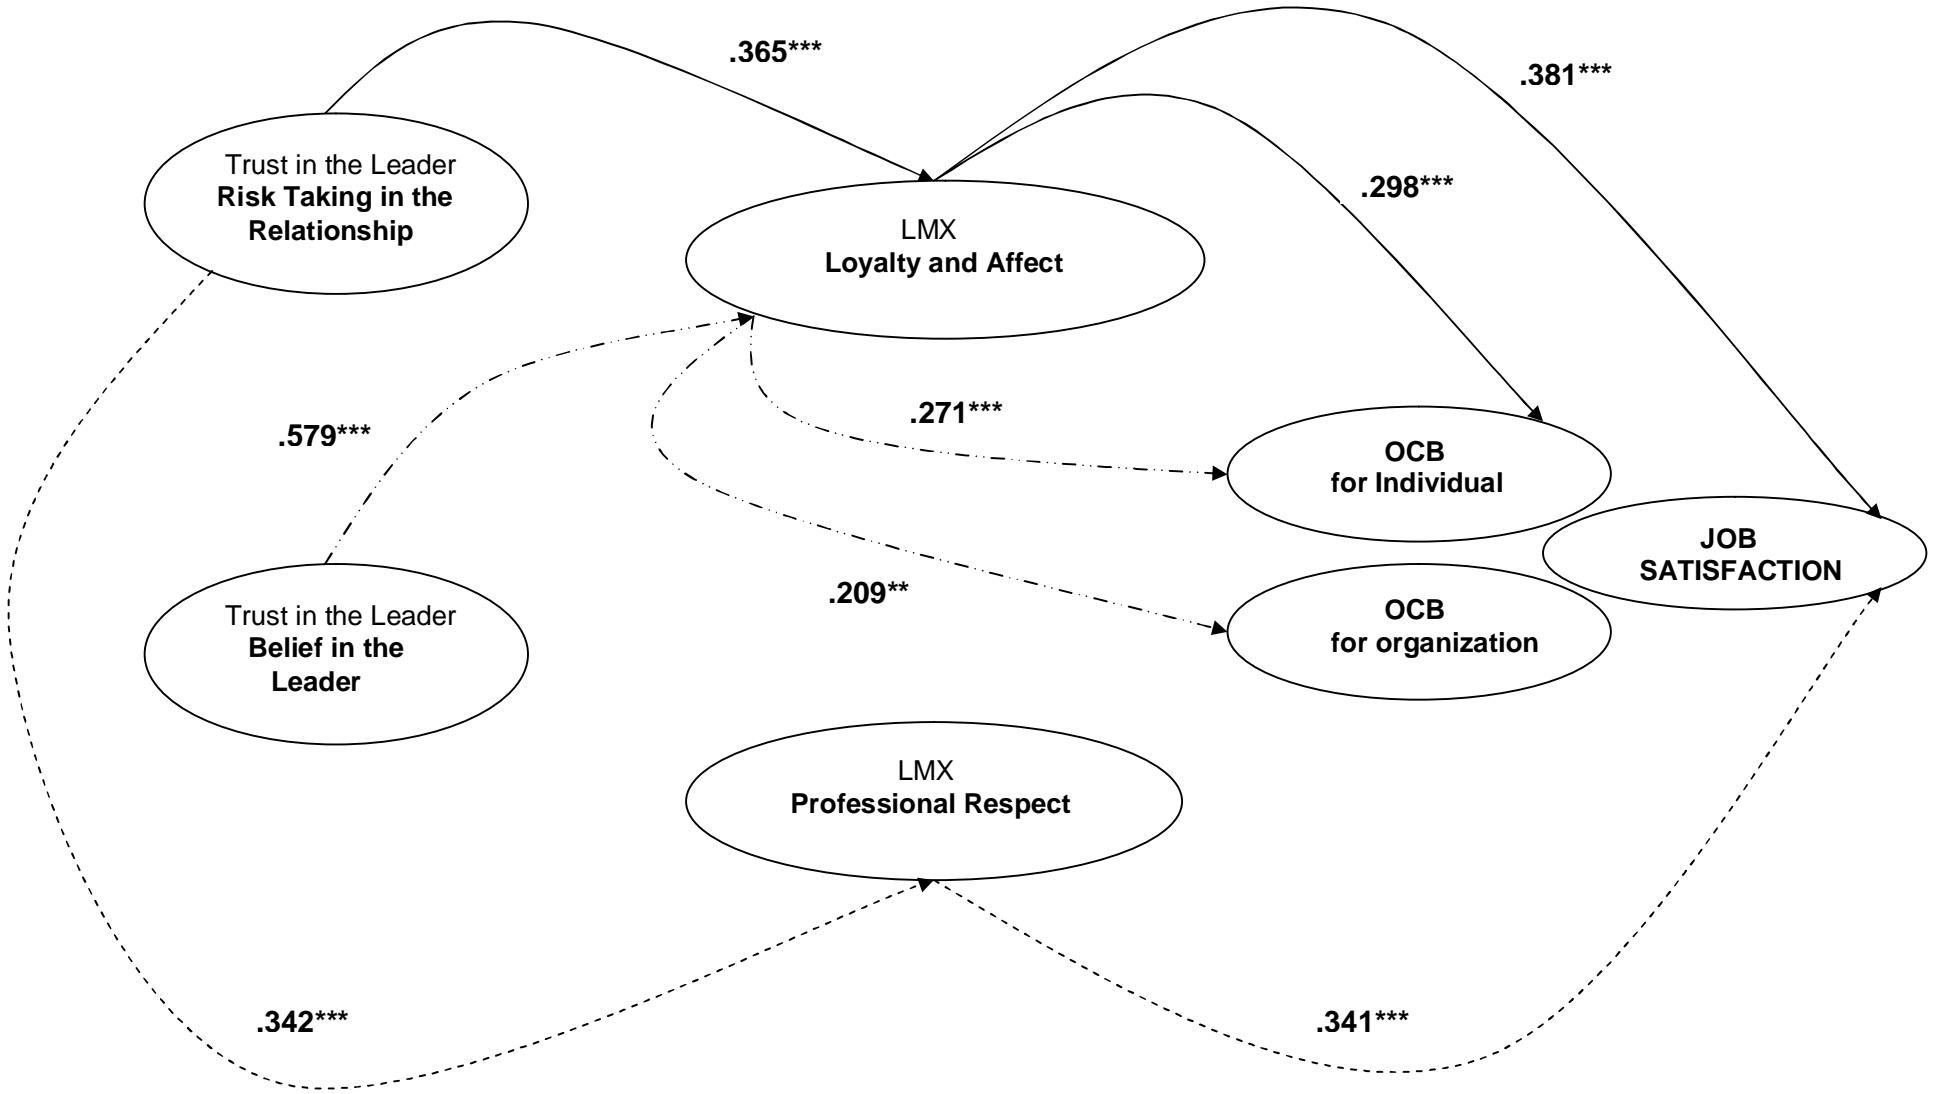 .365***
.381***
Trust in the Leader
Risk Taking in the
Relationship
.298***
LMX
Loyalty and Affect
.271***
.579***
OCB
for Individual
JOB
SATISFACTION
.209**
OCB
for organization
Trust in the Leader
Belief in the
Leader
LMX
Professional Respect
.342***
.341***